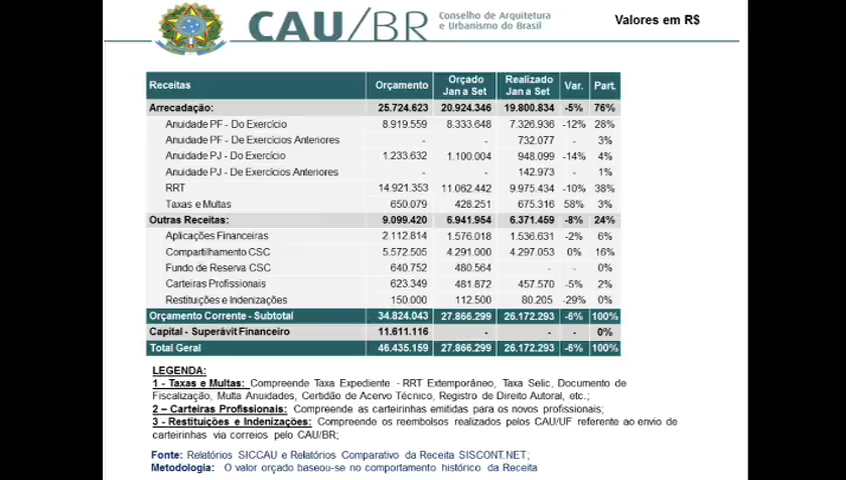 CAU/BR Conselho de Arquitetura e Urbanismo do Brasil Valores em R$
Receitas Orçamento Orçado Jan a Set Realizado Jan a Set Var. Part.
Arrecadação: 25.724.623 20.924.346 19.800.834 -5% 76%
Anuidade PF - Do Exercício 8.919.559 8.333.648 7.326.936 -12% 28%
Anuidade PF - De Exercícios Anteriores - - 732.077 - 3%
Anuidade PJ - Do Exercício 1.233.632 1.100.004 948.099 -14% 4%
Anuidade PJ - De Exercícios Anteriores - - 142.973 - 1%
RRT 14.921.353 11.062.442 9.975.434 -10% 38%
Taxas e Multas 650.079 428.251 675.316 58% 3%
Outras Receitas: 9.099.420 6.941.954 6.371.459 -8% 24%
Aplicações Financeiras 2.112.814 1.576.018 1.536.631 -2% 6%
Compartilhamento CSC 5.572.505 4.291.000 4.297.053 0% 16%
Fundo de Reserva CSC 640.752 480.564 - - 0%
Carteiras Profissionais 623.349 481.872 457.570 -5% 2%
Restituições e Indenizações 150.000 112.500 80.205 -29% 0%
Orçamento Corrente - Subtotal 34.824.043 27.866.299 26.172.293 -6% 100%
Capital - Superávit Financeiro 11.611.116 - - - 0%
Total Geral 46.435.159 27.866.299 26.172.293 -6% 100%
LEGENDA:
1 - Taxas e Multas: Compreende Taxa Expediente - RRT Extemporâneo, Taxa Selic, Documento de
Fiscalização, Multa Anuidades, Certidão de Acervo Técnico, Registro de Direito Autoral, etc.;
2 – Carteiras Profissionais: Compreende as carteirinhas emitidas para os novos profissionais;
3 - Restituições e Indenizações: Compreende os reembolsos realizados pelos CAU/UF referente ao envio de
carteirinhas via correios pelo CAU/BR;
Fonte: Relatórios SICCAU e Relatórios Comparativo da Receita SISCONT.NET;
Metodologia: O valor orçado baseou-se no comportamento histórico da Receita